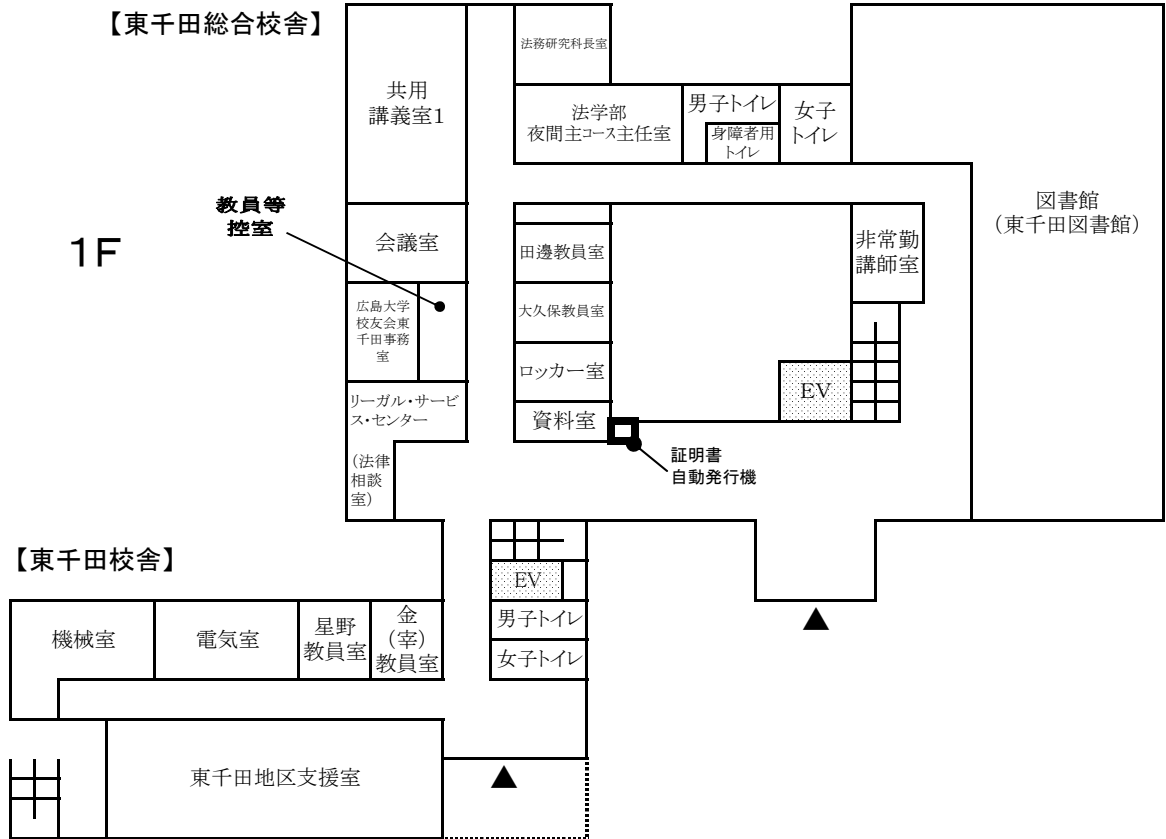 【東千田総合校舎】
法務研究科長室
共用
講義室1
法学部
夜間主コース主任室
男子トイレ
身障者用
トイレ
女子
トイレ
教員等
控室
1F
会議室
田邊教員室
非常勤
講師室
図書館
(東千田図書館)
広島大学
校友会東
千田事務
室
大久保教員室
ロッカー室
EV
リーガル・サービ
ス・センター
資料室
(法律
相談
室)
証明書
自動発行機
【東千田校舎】
EV
機械室
電気室
星野
教員室
金
(宰)
教員室
男子トイレ
女子トイレ
東千田地区支援室